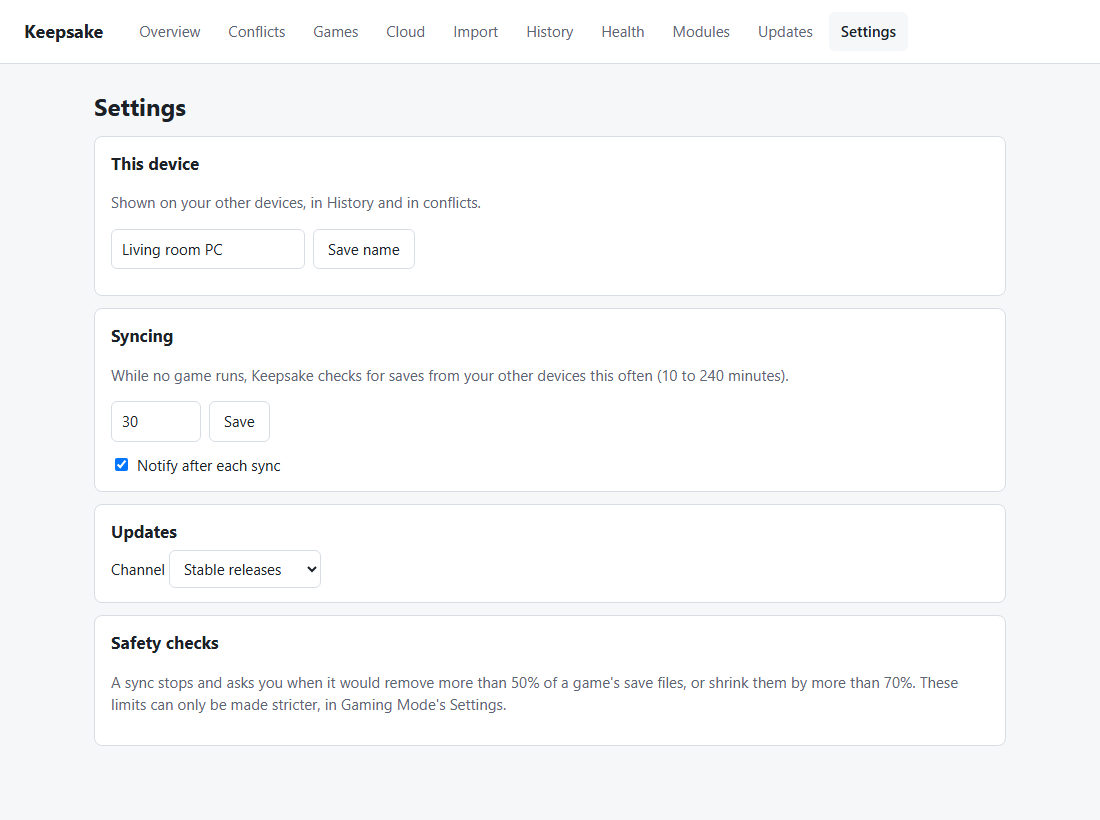 Keepsake Overview Conflicts Games Cloud Import History Health Modules Updates Settings
Settings
This device
Shown on your other devices, in History and in conflicts.
Living room PC Save name
Syncing
While no game runs, Keepsake checks for saves from your other devices this often (10 to 240 minutes).
30 Save
Notify after each sync
Updates
Channel Stable releases
Safety checks
A sync stops and asks you when it would remove more than 50% of a game's save files, or shrink them by more than 70%. These
limits can only be made stricter, in Gaming Mode's Settings.